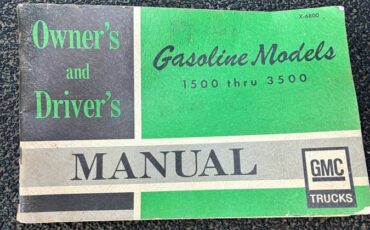 X-6800
Owner's
and
Driver's
Gasoline Models
1500 thru 3500
MANUAL
GMC
TRUCKS